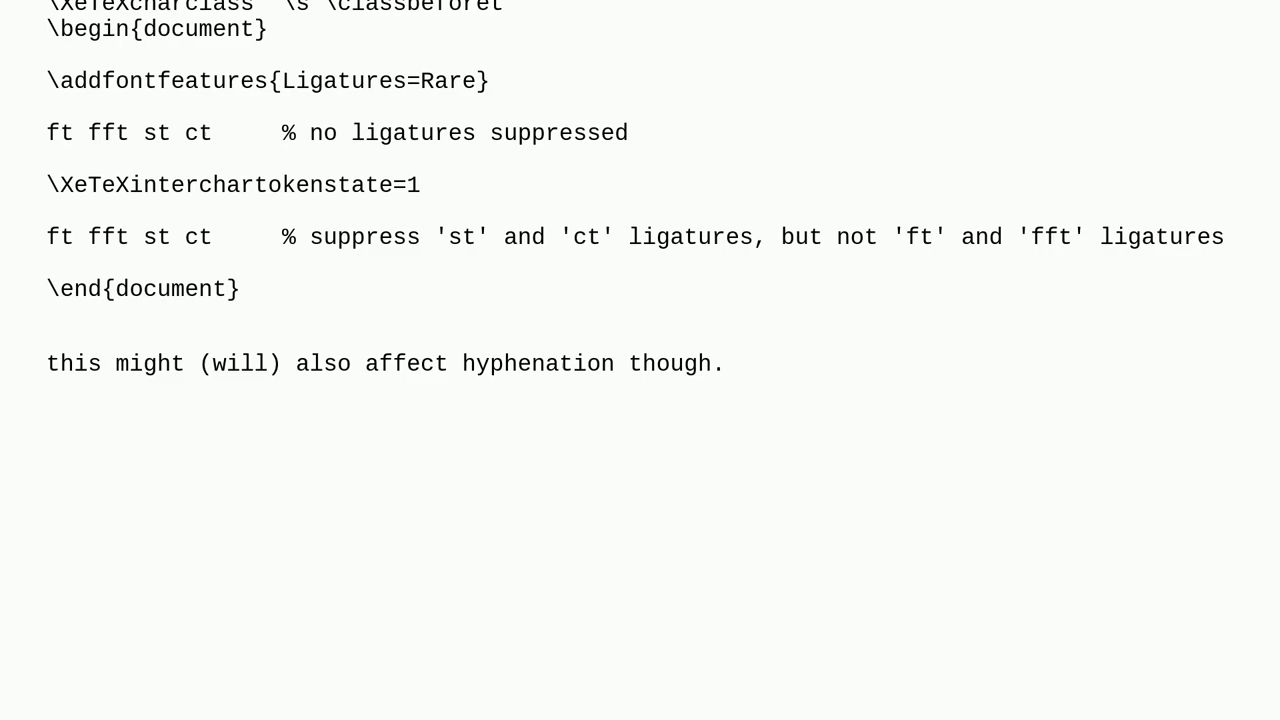 \XeTeXcharclass `\s \classbeforet
\begin{document}
\addfontfeatures{Ligatures=Rare}
ft fft st ct % no ligatures suppressed
\XeTeXinterchartokenstate=1
ft fft st ct % suppress 'st' and 'ct' ligatures, but not 'ft' and 'fft' ligatures
\end{document}
this might (will) also affect hyphenation though.